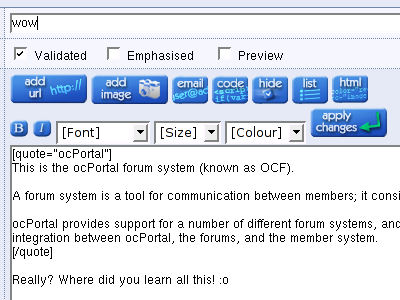 wow
Validated Emphasised Preview
add url http:// add image email user@ac code hide list html
B I [Font] [Size] [Colour] apply changes
[quote="ocPortal"]
This is the ocPortal forum system (known as OCF).
A forum system is a tool for communication between members; it consi
ocPortal provides support for a number of different forum systems, and
integration between ocPortal, the forums, and the member system.
[/quote]
Really? Where did you learn all this! :o